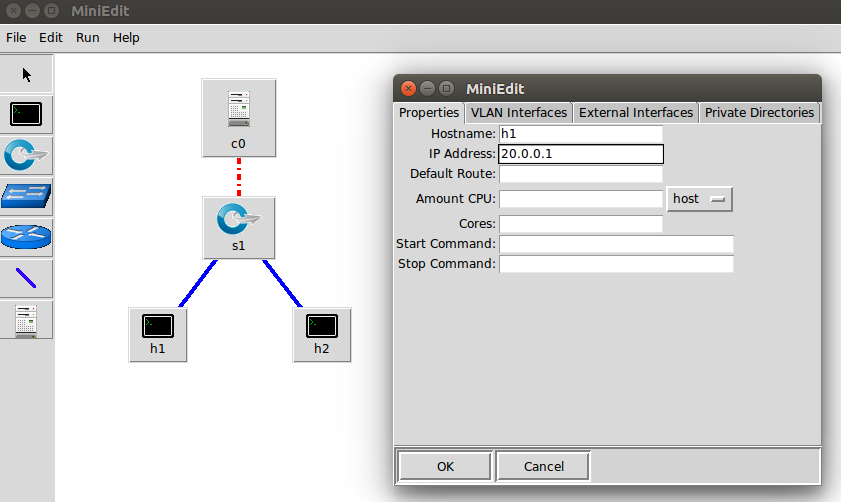 MiniEdit
File Edit Run Help
c0
s1
h1
h2
MiniEdit
Properties VLAN Interfaces External Interfaces Private Directories
Hostname: h1
IP Address: 20.0.0.1
Default Route:
Amount CPU: host
Cores:
Start Command:
Stop Command:
OK Cancel